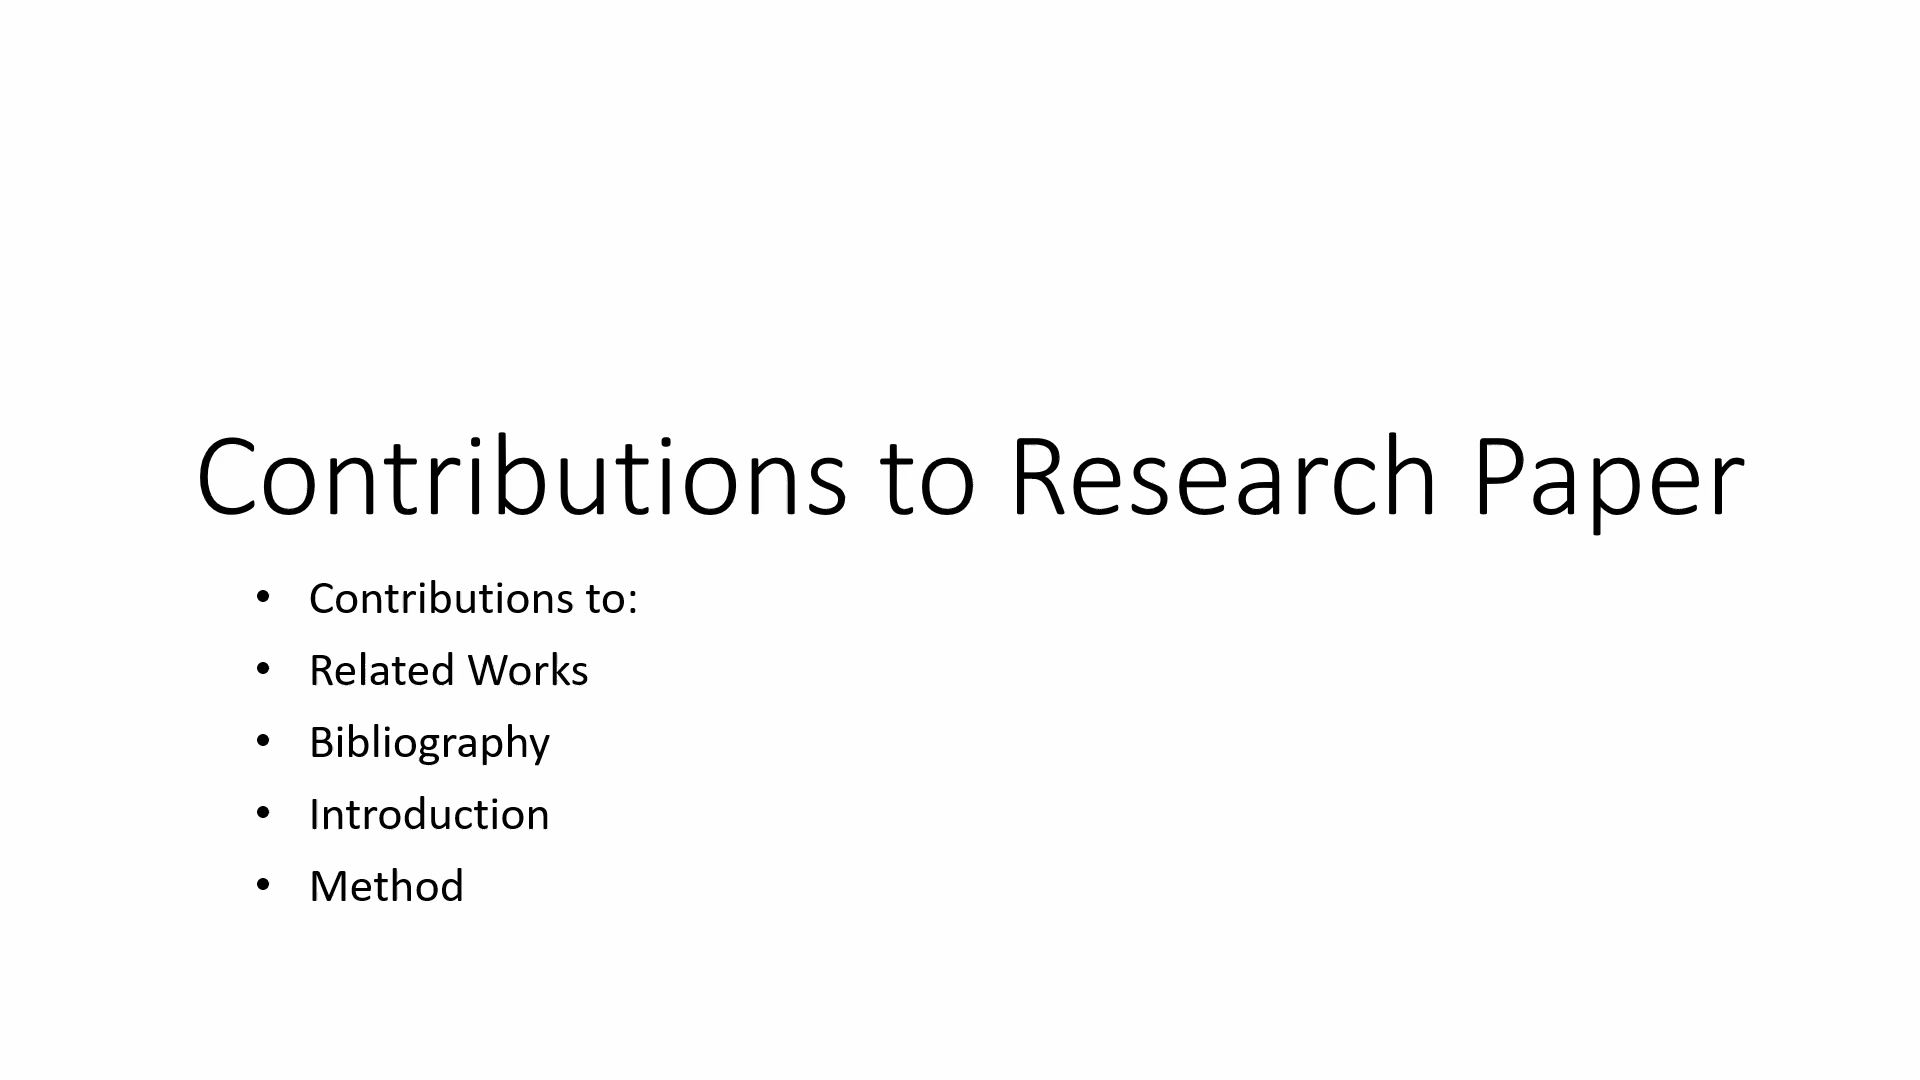 Contributions to Research Paper
• Contributions to:
• Related Works
• Bibliography
• Introduction
• Method